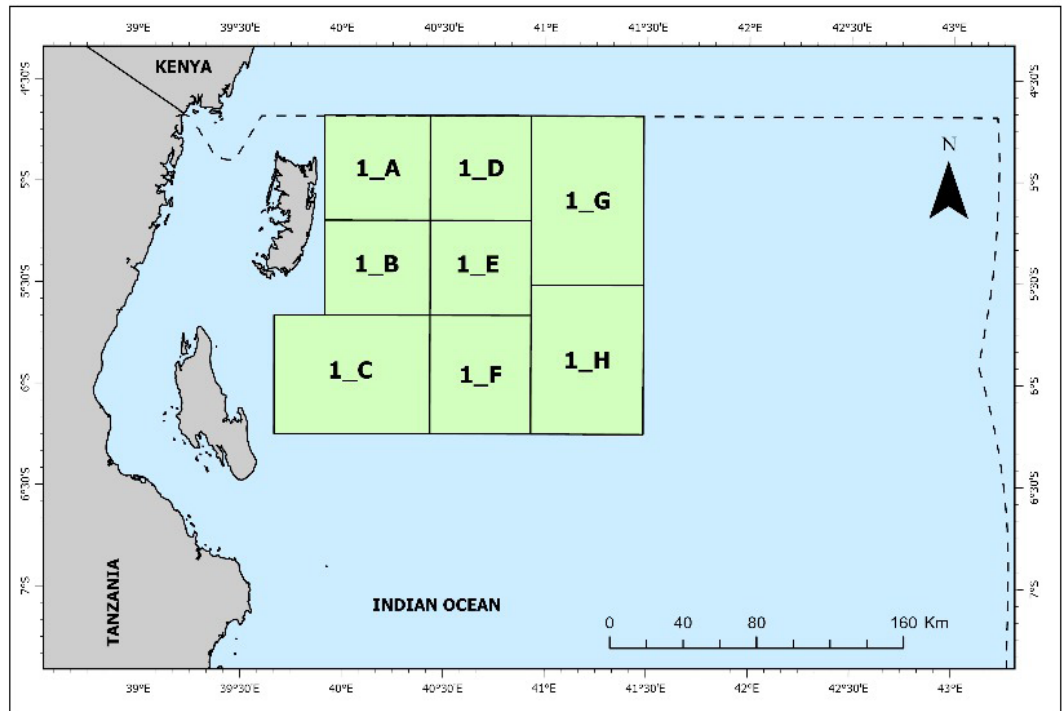 39°E 39°30'E 40°E 40°30'E 41°E 41°30'E 42°E 42°30'E 43°E
KENYA
4°30'S 4°30'S
N
1_A 1_D
5°S 5°S
1_G
1_B 1_E
5°30'S 5°30'S
1_C 1_F 1_H
6°S 6°S
6°30'S 6°30'S
TANZANIA
7°S 7°S
INDIAN OCEAN
0 40 80 160 Km
39°E 39°30'E 40°E 40°30'E 41°E 41°30'E 42°E 42°30'E 43°E